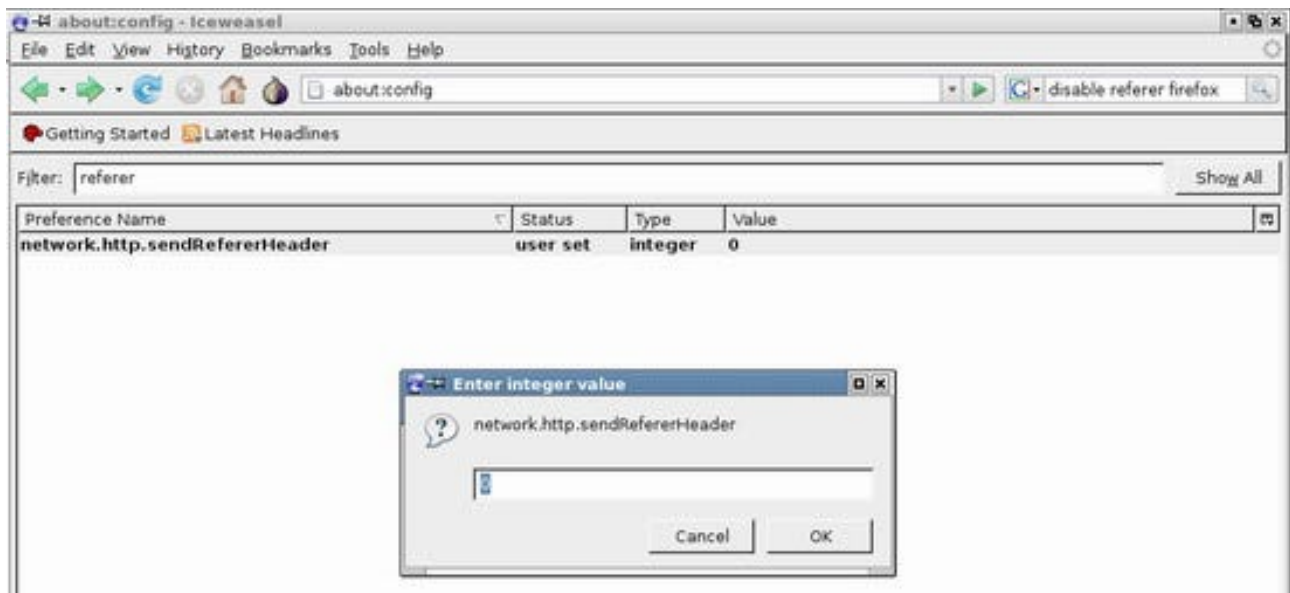 about:config - Iceweasel
File Edit View History Bookmarks Tools Help
about:config G disable referer firefox
Getting Started Latest Headlines
Filter: referer Show All
Preference Name Status Type Value
network.http.sendRefererHeader user set integer 0
Enter integer value
? network.http.sendRefererHeader
0
Cancel OK